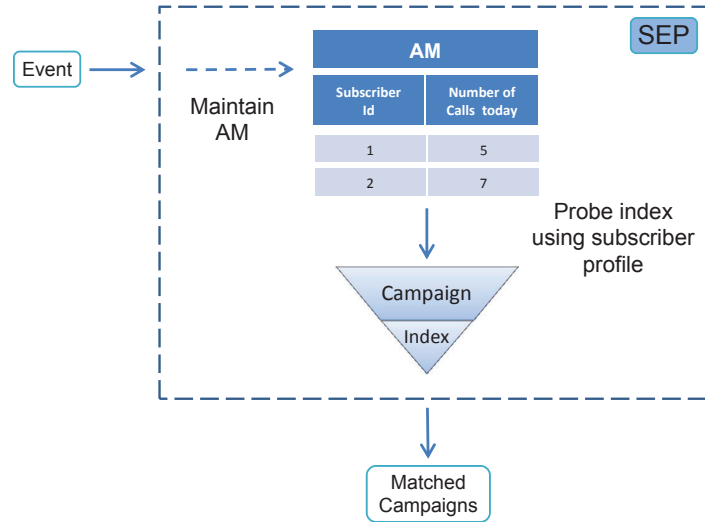 SEP
Event
Maintain
AM
AM
Subscriber
Id
Number of
Calls today
1
5
2
7
Probe index
using subscriber
profile
Campaign
Index
Matched
Campaigns